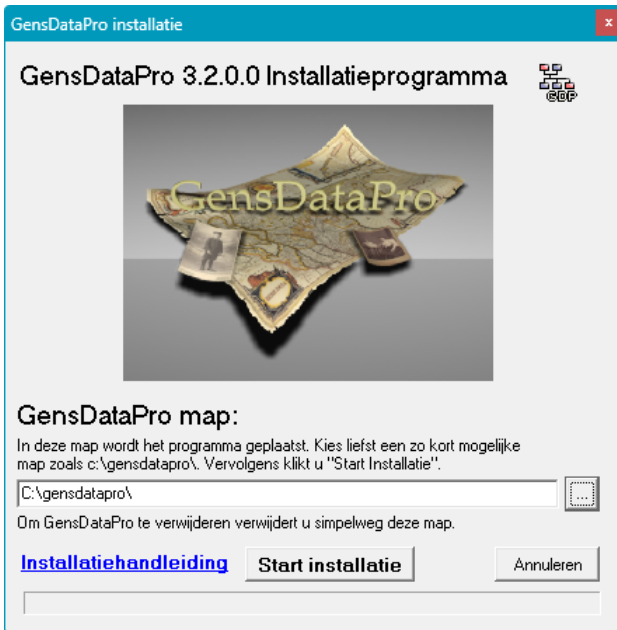 GensDataPro installatie
x
GensDataPro 3.2.0.0 Installatieprogramma
GDP
GensDataPro
GensDataPro map:
In deze map wordt het programma geplaatst. Kies liefst een zo kort mogelijke
map zoals c:\gensdatapro\. Vervolgens klikt u "Start Installatie".
C:\gensdatapro\
...
Om GensDataPro te verwijderen verwijdert u simpelweg deze map.
Installatiehandleiding
Start installatie
Annuleren